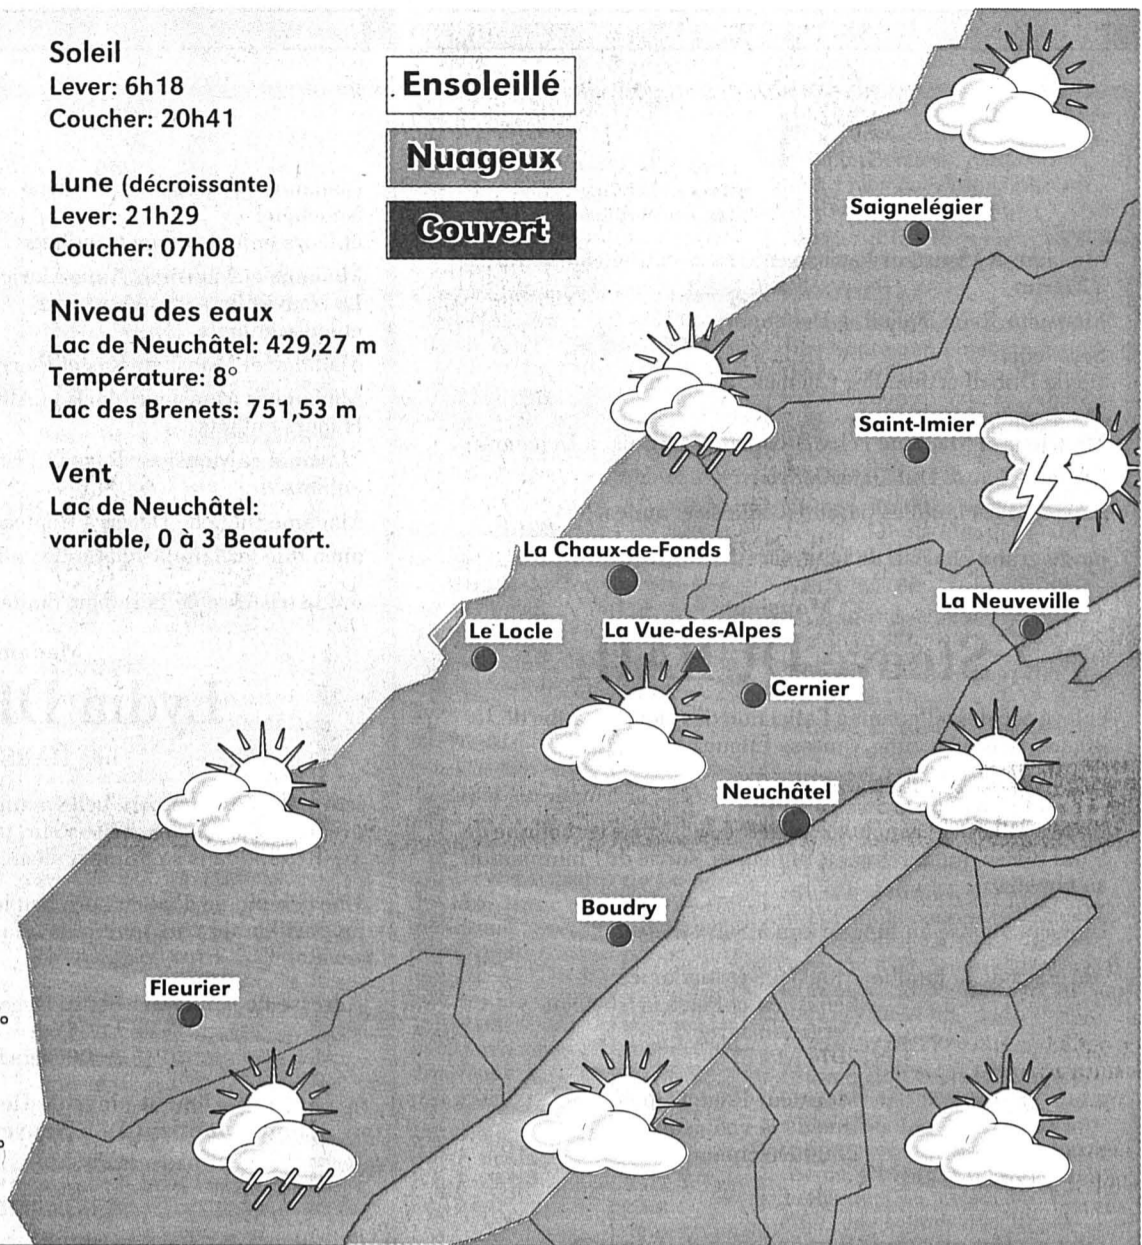 Soleil
Lever: 6h18
Coucher: 20h41
Lune (décroissante)
Lever: 21h29
Coucher: 07h08
Niveau des eaux
Lac de Neuchâtel: 429,27 m
Température: 8°
Lac des Brenets: 751,53 m
Vent
Lac de Neuchâtel:
variable, 0 à 3 Beaufort.
Ensoleillé
Nuageux
Couvert
Saignelégier
Saint-Imier
La Chaux-de-Fonds
La Neuveville
Le Locle
La Vue-des-Alpes
Cernier
Neuchâtel
Boudry
Fleurier